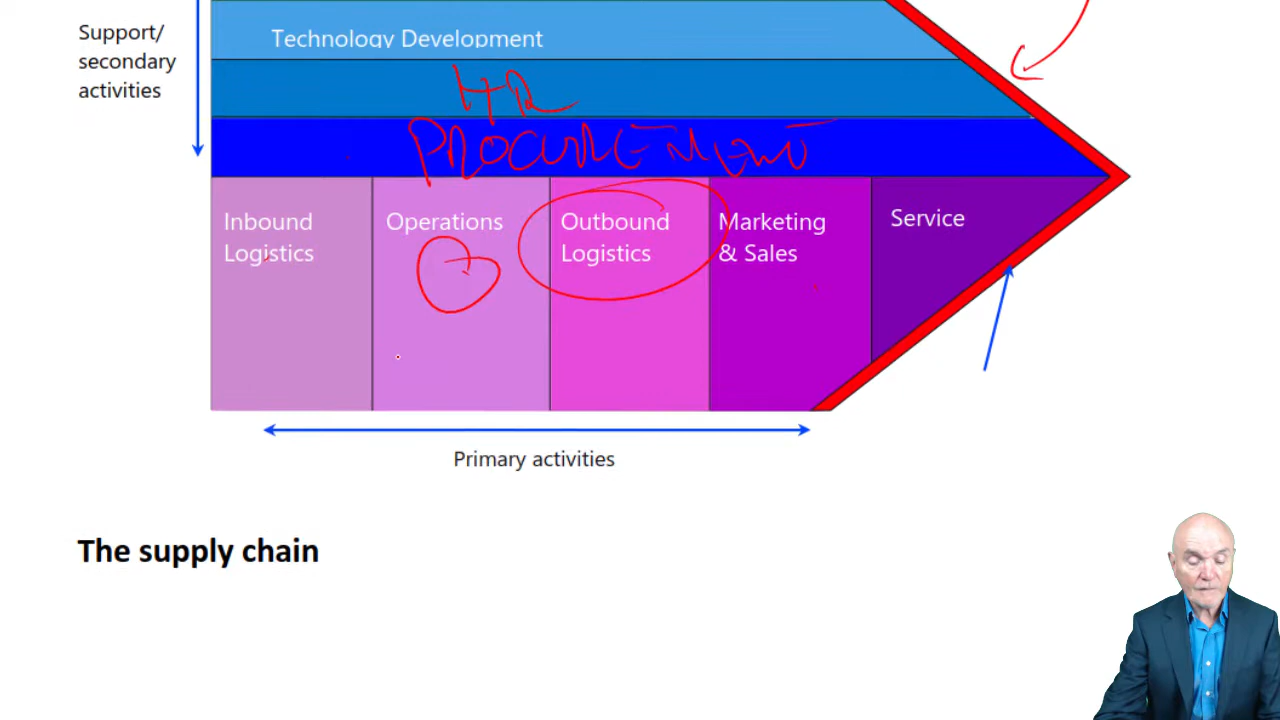 Support/
secondary
activities
Technology Development
HR
PROCUREMENT
Inbound
Logistics
Operations
Outbound
Logistics
Marketing
& Sales
Service
Primary activities
The supply chain